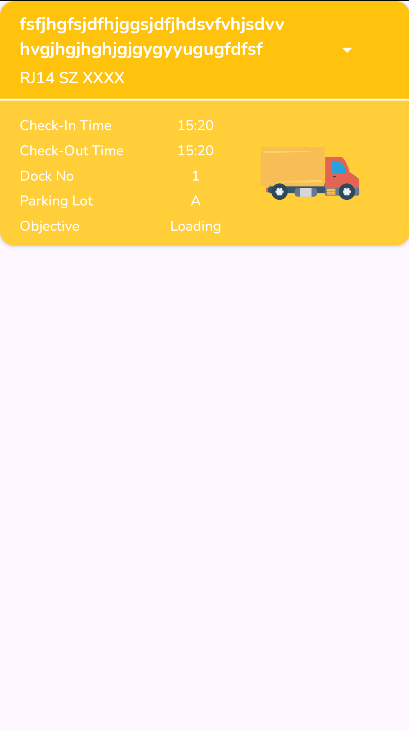 fsfjhgfsjdfhjggsjdfjhdsvfvhjsdvv
hvgjhgjhghjgjgygyyugugfdfsf
RJ14 SZ XXXX
Check-In Time 15:20
Check-Out Time 15:20
Dock No 1
Parking Lot A
Objective Loading